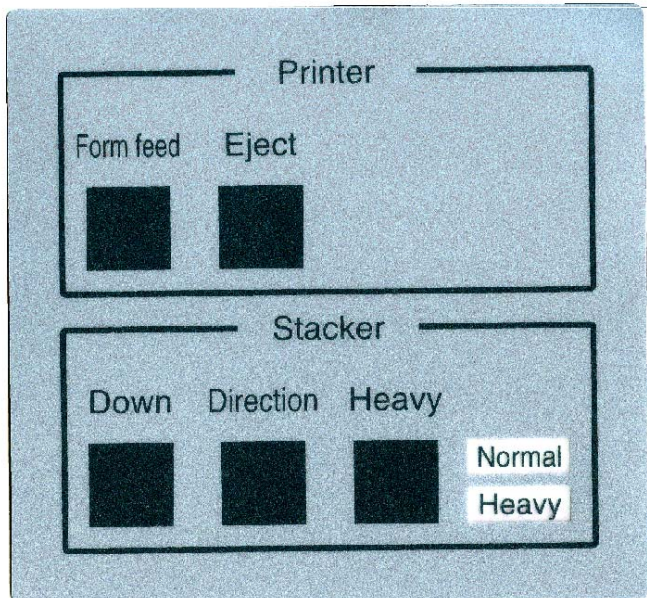 Printer
Form feed Eject
Stacker
Down Direction Heavy
Normal
Heavy